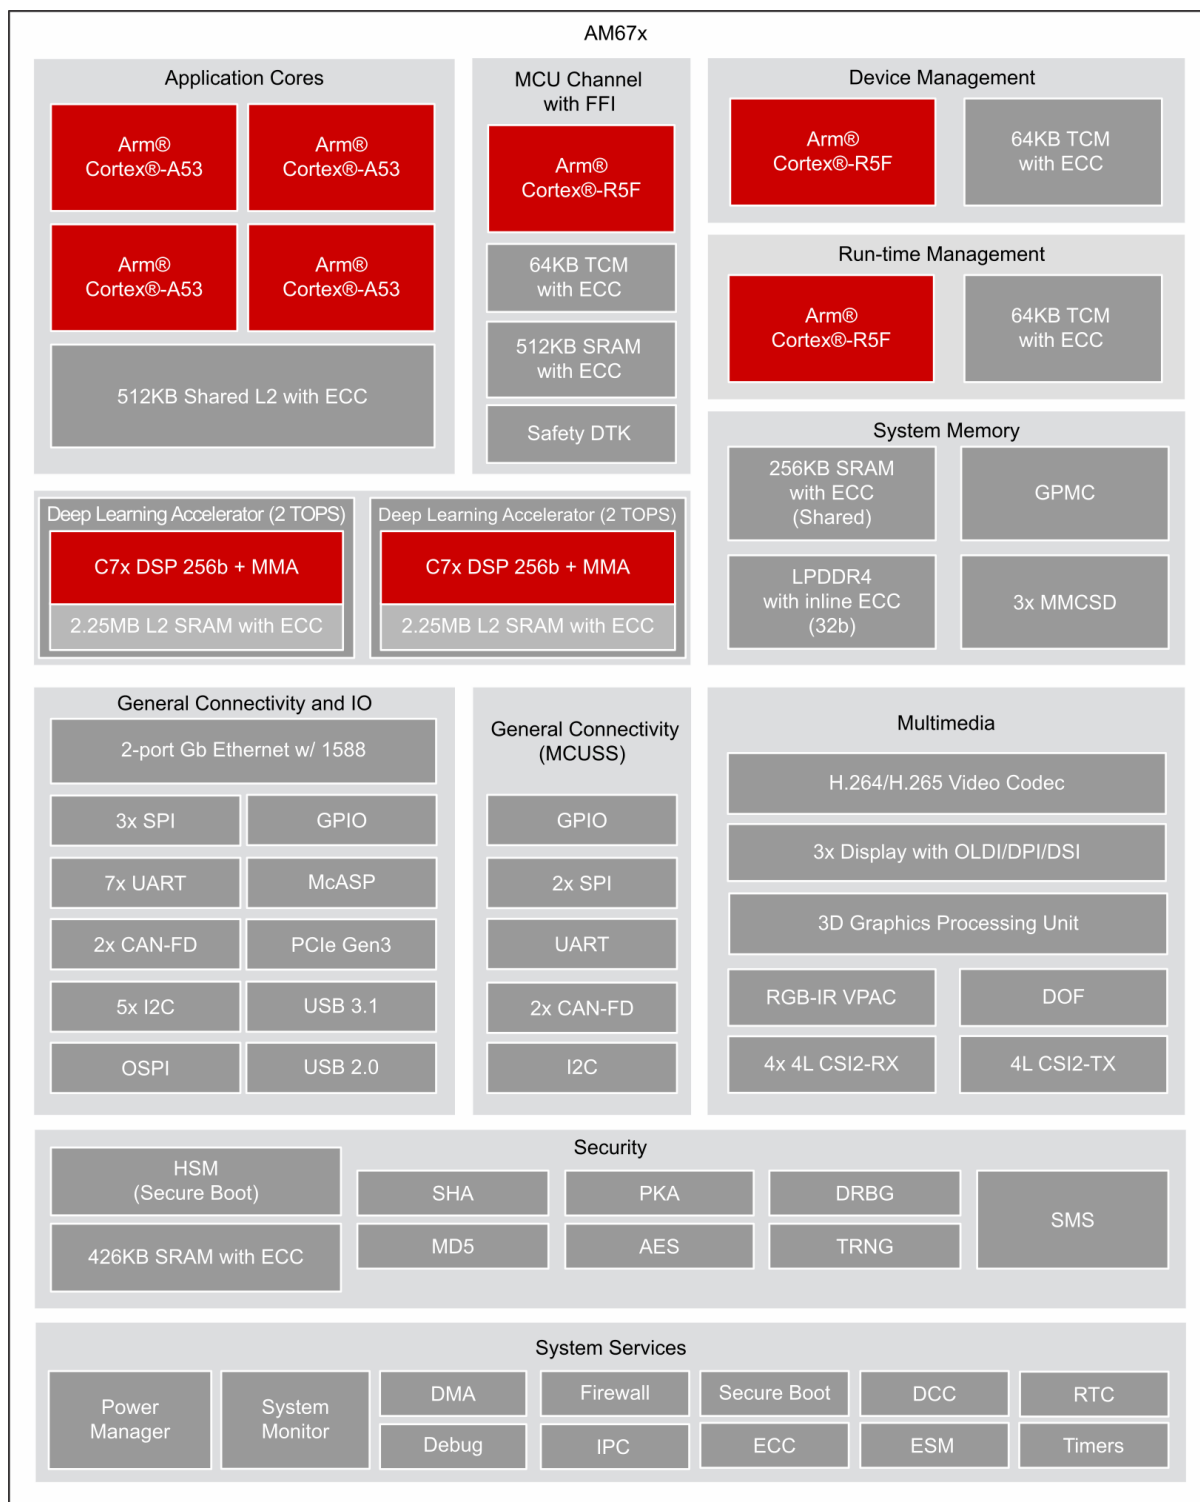 AM67x
Application Cores
Arm®
Cortex®-A53
Arm®
Cortex®-A53
Arm®
Cortex®-A53
Arm®
Cortex®-A53
512KB Shared L2 with ECC
MCU Channel
with FFI
Arm®
Cortex®-R5F
64KB TCM
with ECC
512KB SRAM
with ECC
Safety DTK
Device Management
Arm®
Cortex®-R5F
64KB TCM
with ECC
Run-time Management
Arm®
Cortex®-R5F
64KB TCM
with ECC
System Memory
256KB SRAM
with ECC
(Shared)
GPMC
LPDDR4
with inline ECC
(32b)
3x MMCSD
Deep Learning Accelerator (2 TOPS)
C7x DSP 256b + MMA
2.25MB L2 SRAM with ECC
Deep Learning Accelerator (2 TOPS)
C7x DSP 256b + MMA
2.25MB L2 SRAM with ECC
General Connectivity and IO
2-port Gb Ethernet w/ 1588
3x SPI
GPIO
7x UART
McASP
2x CAN-FD
PCIe Gen3
5x I2C
USB 3.1
OSPI
USB 2.0
General Connectivity
(MCUSS)
GPIO
2x SPI
UART
2x CAN-FD
I2C
Multimedia
H.264/H.265 Video Codec
3x Display with OLDI/DPI/DSI
3D Graphics Processing Unit
RGB-IR VPAC
DOF
4x 4L CSI2-RX
4L CSI2-TX
Security
HSM
(Secure Boot)
426KB SRAM with ECC
SHA
PKA
DRBG
MD5
AES
TRNG
SMS
System Services
Power
Manager
System
Monitor
DMA
Firewall
Secure Boot
DCC
RTC
Debug
IPC
ECC
ESM
Timers